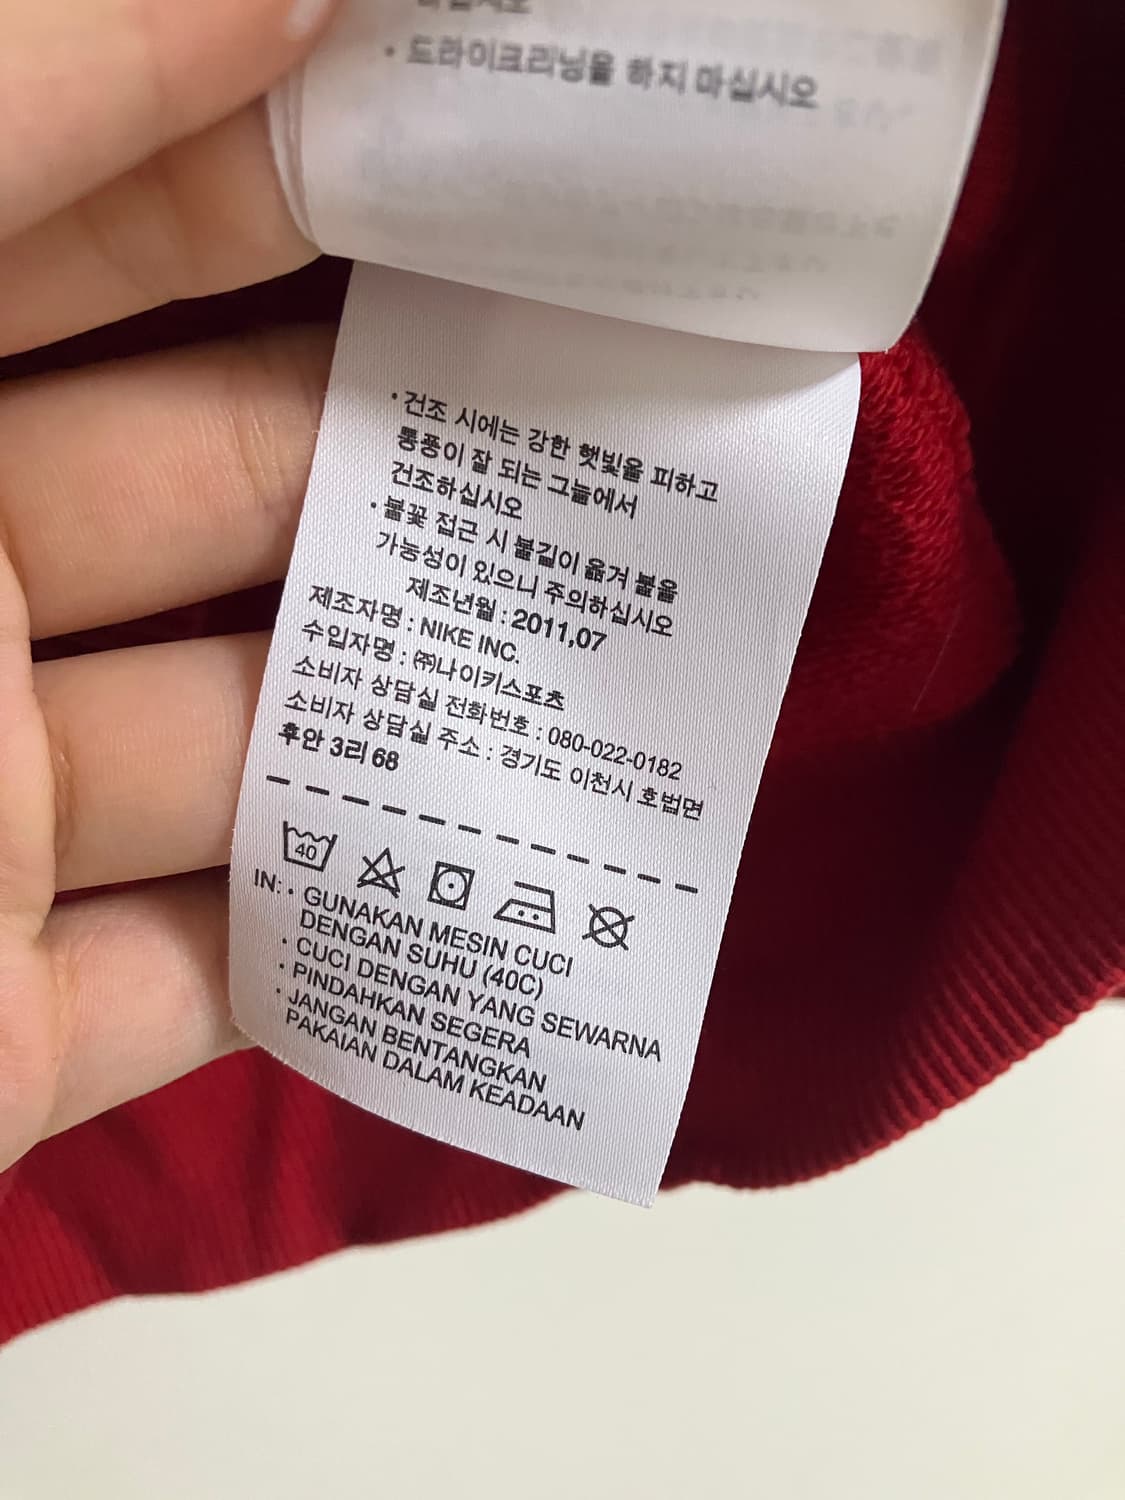 • 드라이크리닝을 하지 마십시오
• 건조 시에는 강한 햇빛을 피하고
통풍이 잘 되는 그늘에서
건조하십시오
• 불꽃 접근 시 불길이 옮겨 붙을
가능성이 있으니 주의하십시오
제조년월 : 2011,07
제조자명 : NIKE INC.
수입자명 : ㈜나이키스포츠
소비자 상담실 전화번호 : 080-022-0182
소비자 상담실 주소 : 경기도 이천시 호법면
후안 3리 68
40
IN: • GUNAKAN MESIN CUCI
DENGAN SUHU (40C)
• CUCI DENGAN YANG SEWARNA
• PINDAHKAN SEGERA
• JANGAN BENTANGKAN
PAKAIAN DALAM KEADAAN